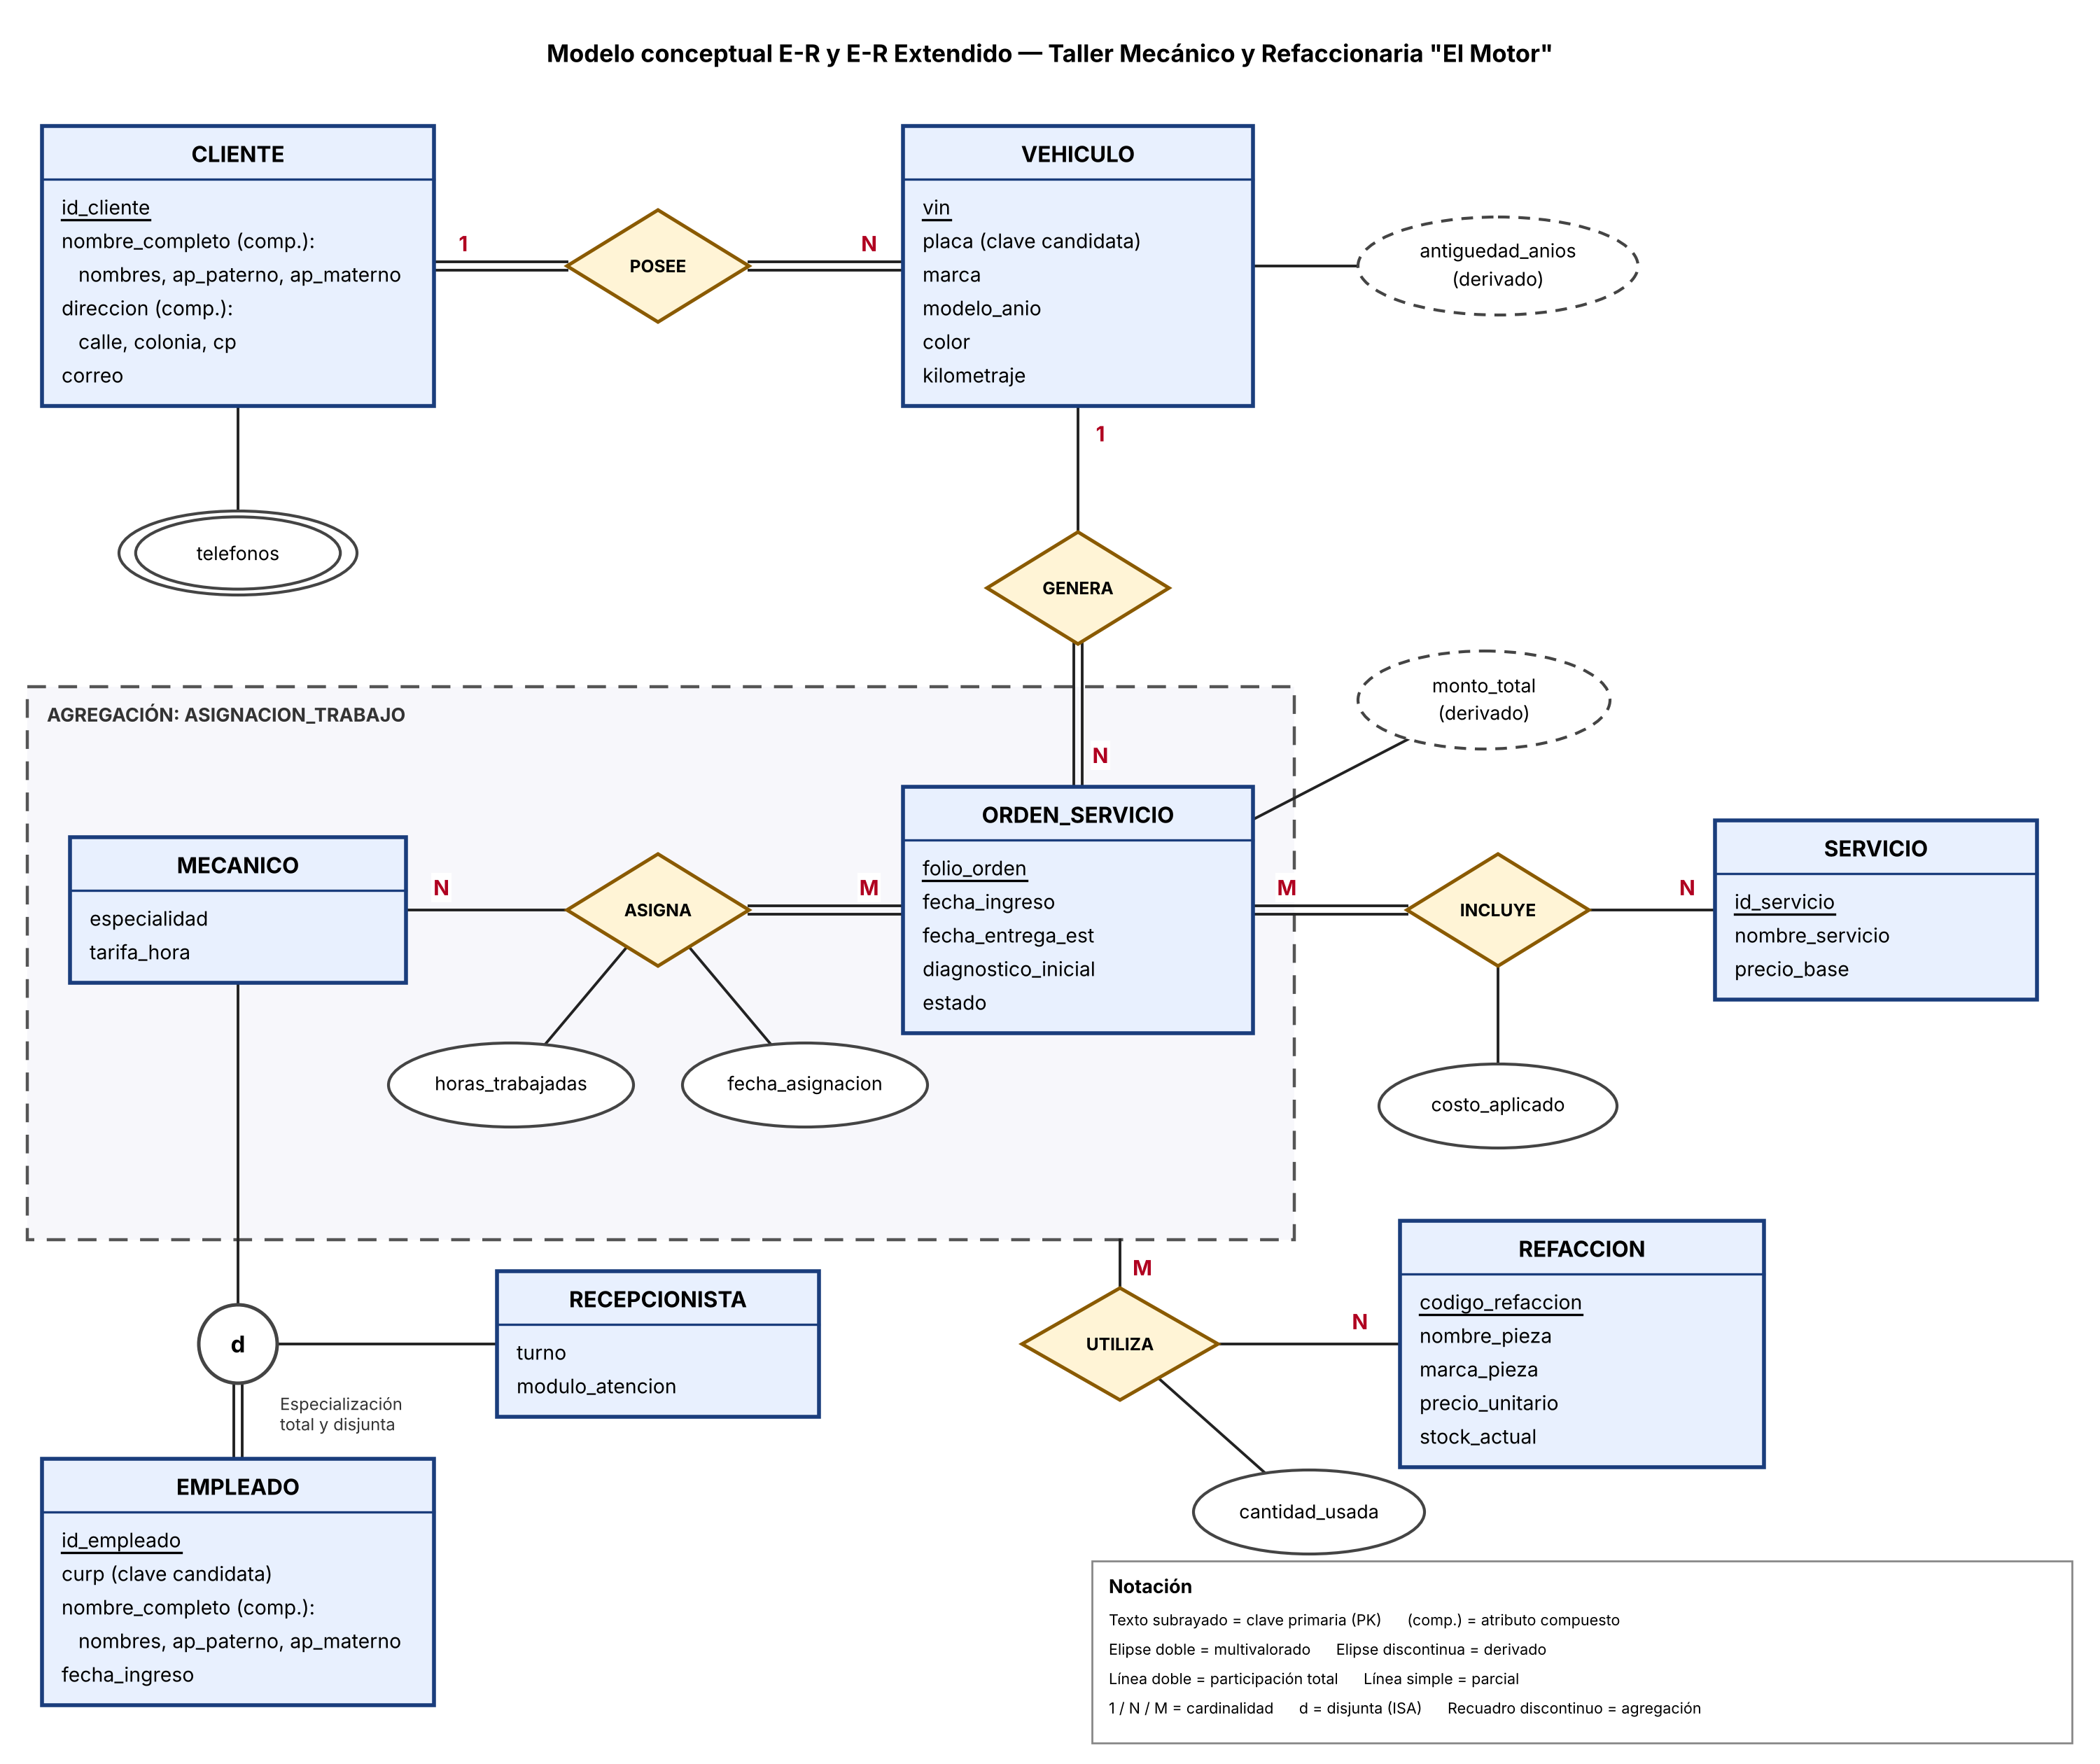 Modelo conceptual E-R y E-R Extendido — Taller Mecánico y Refaccionaria "El Motor"
CLIENTE
id_cliente
nombre_completo (comp.):
nombres, ap_paterno, ap_materno
direccion (comp.):
calle, colonia, cp
correo
1
POSEE
N
VEHICULO
vin
placa (clave candidata)
marca
modelo_anio
color
kilometraje
antiguedad_anios
(derivado)
telefonos
1
GENERA
N
monto_total
(derivado)
AGREGACIÓN: ASIGNACION_TRABAJO
MECANICO
especialidad
tarifa_hora
N
ASIGNA
M
ORDEN_SERVICIO
folio_orden
fecha_ingreso
fecha_entrega_est
diagnostico_inicial
estado
M
INCLUYE
N
SERVICIO
id_servicio
nombre_servicio
precio_base
horas_trabajadas
fecha_asignacion
costo_aplicado
d
Especialización
total y disjunta
RECEPCIONISTA
turno
modulo_atencion
M
UTILIZA
N
REFACCION
codigo_refaccion
nombre_pieza
marca_pieza
precio_unitario
stock_actual
cantidad_usada
EMPLEADO
id_empleado
curp (clave candidata)
nombre_completo (comp.):
nombres, ap_paterno, ap_materno
fecha_ingreso
Notación
Texto subrayado = clave primaria (PK) (comp.) = atributo compuesto
Elipse doble = multivalorado Elipse discontinua = derivado
Línea doble = participación total Línea simple = parcial
1 / N / M = cardinalidad d = disjunta (ISA) Recuadro discontinuo = agregación